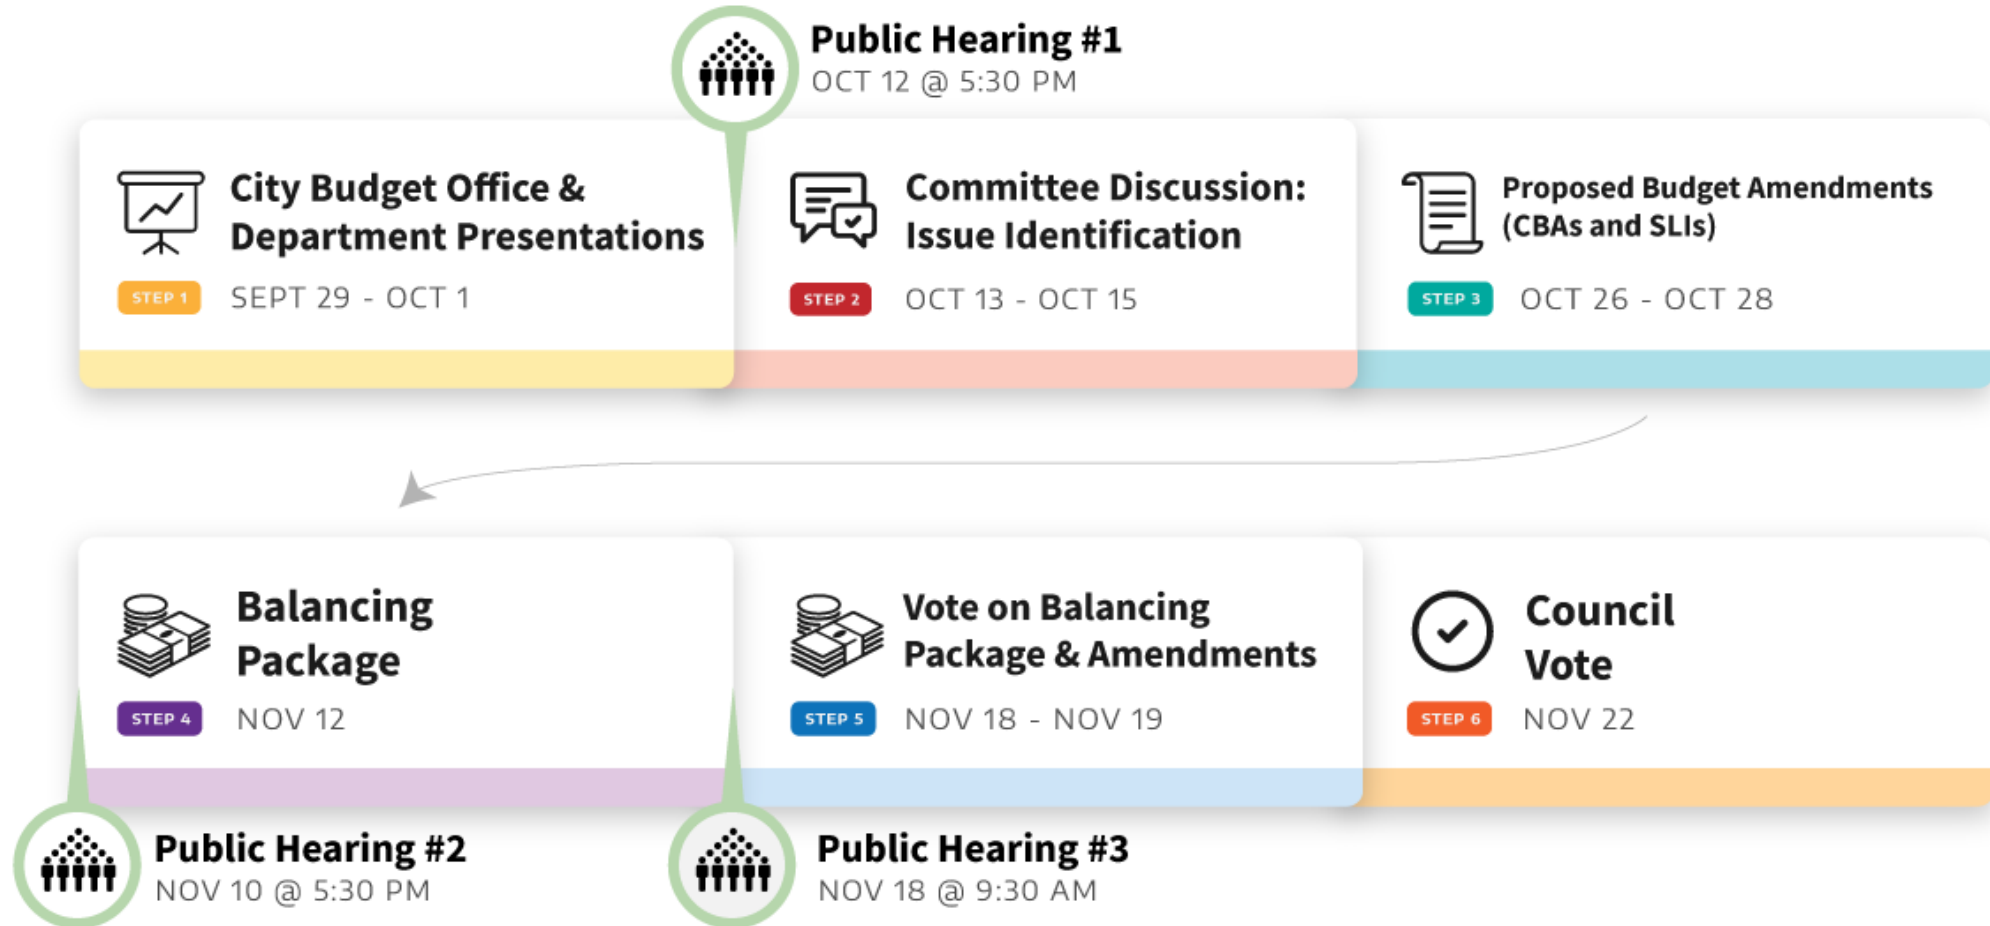 Public Hearing #1
OCT 12 @ 5:30 PM
City Budget Office &
Department Presentations
STEP 1
SEPT 29 - OCT 1
Committee Discussion:
Issue Identification
STEP 2
OCT 13 - OCT 15
Proposed Budget Amendments
(CBAs and SLIs)
STEP 3
OCT 26 - OCT 28
Balancing
Package
STEP 4
NOV 12
Vote on Balancing
Package & Amendments
STEP 5
NOV 18 - NOV 19
Council
Vote
STEP 6
NOV 22
Public Hearing #2
NOV 10 @ 5:30 PM
Public Hearing #3
NOV 18 @ 9:30 AM